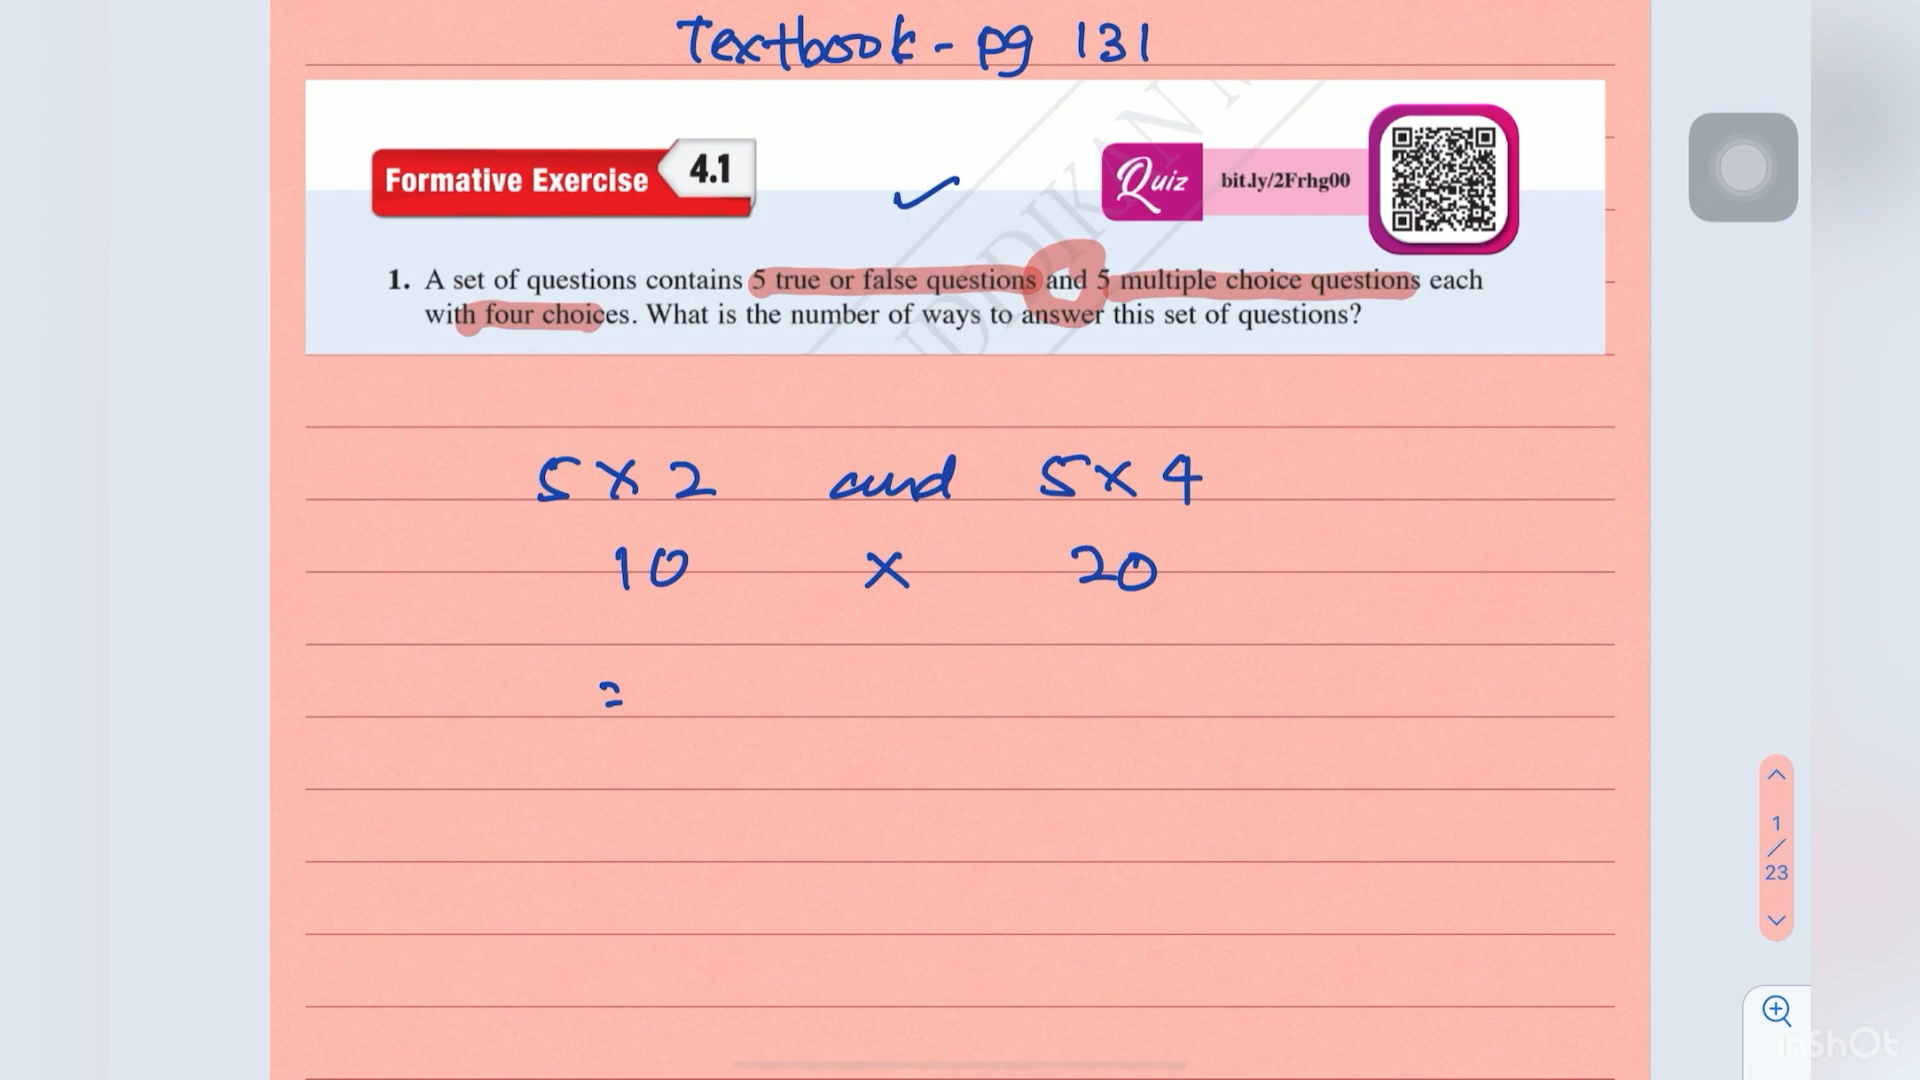 Textbook - pg 131
Formative Exercise 4.1
Quiz bit.ly/2Frhg00
1. A set of questions contains 5 true or false questions and 5 multiple choice questions each
with four choices. What is the number of ways to answer this set of questions?
5 x 2 and 5 x 4
10 x 20
=
1
/
23
InShOt